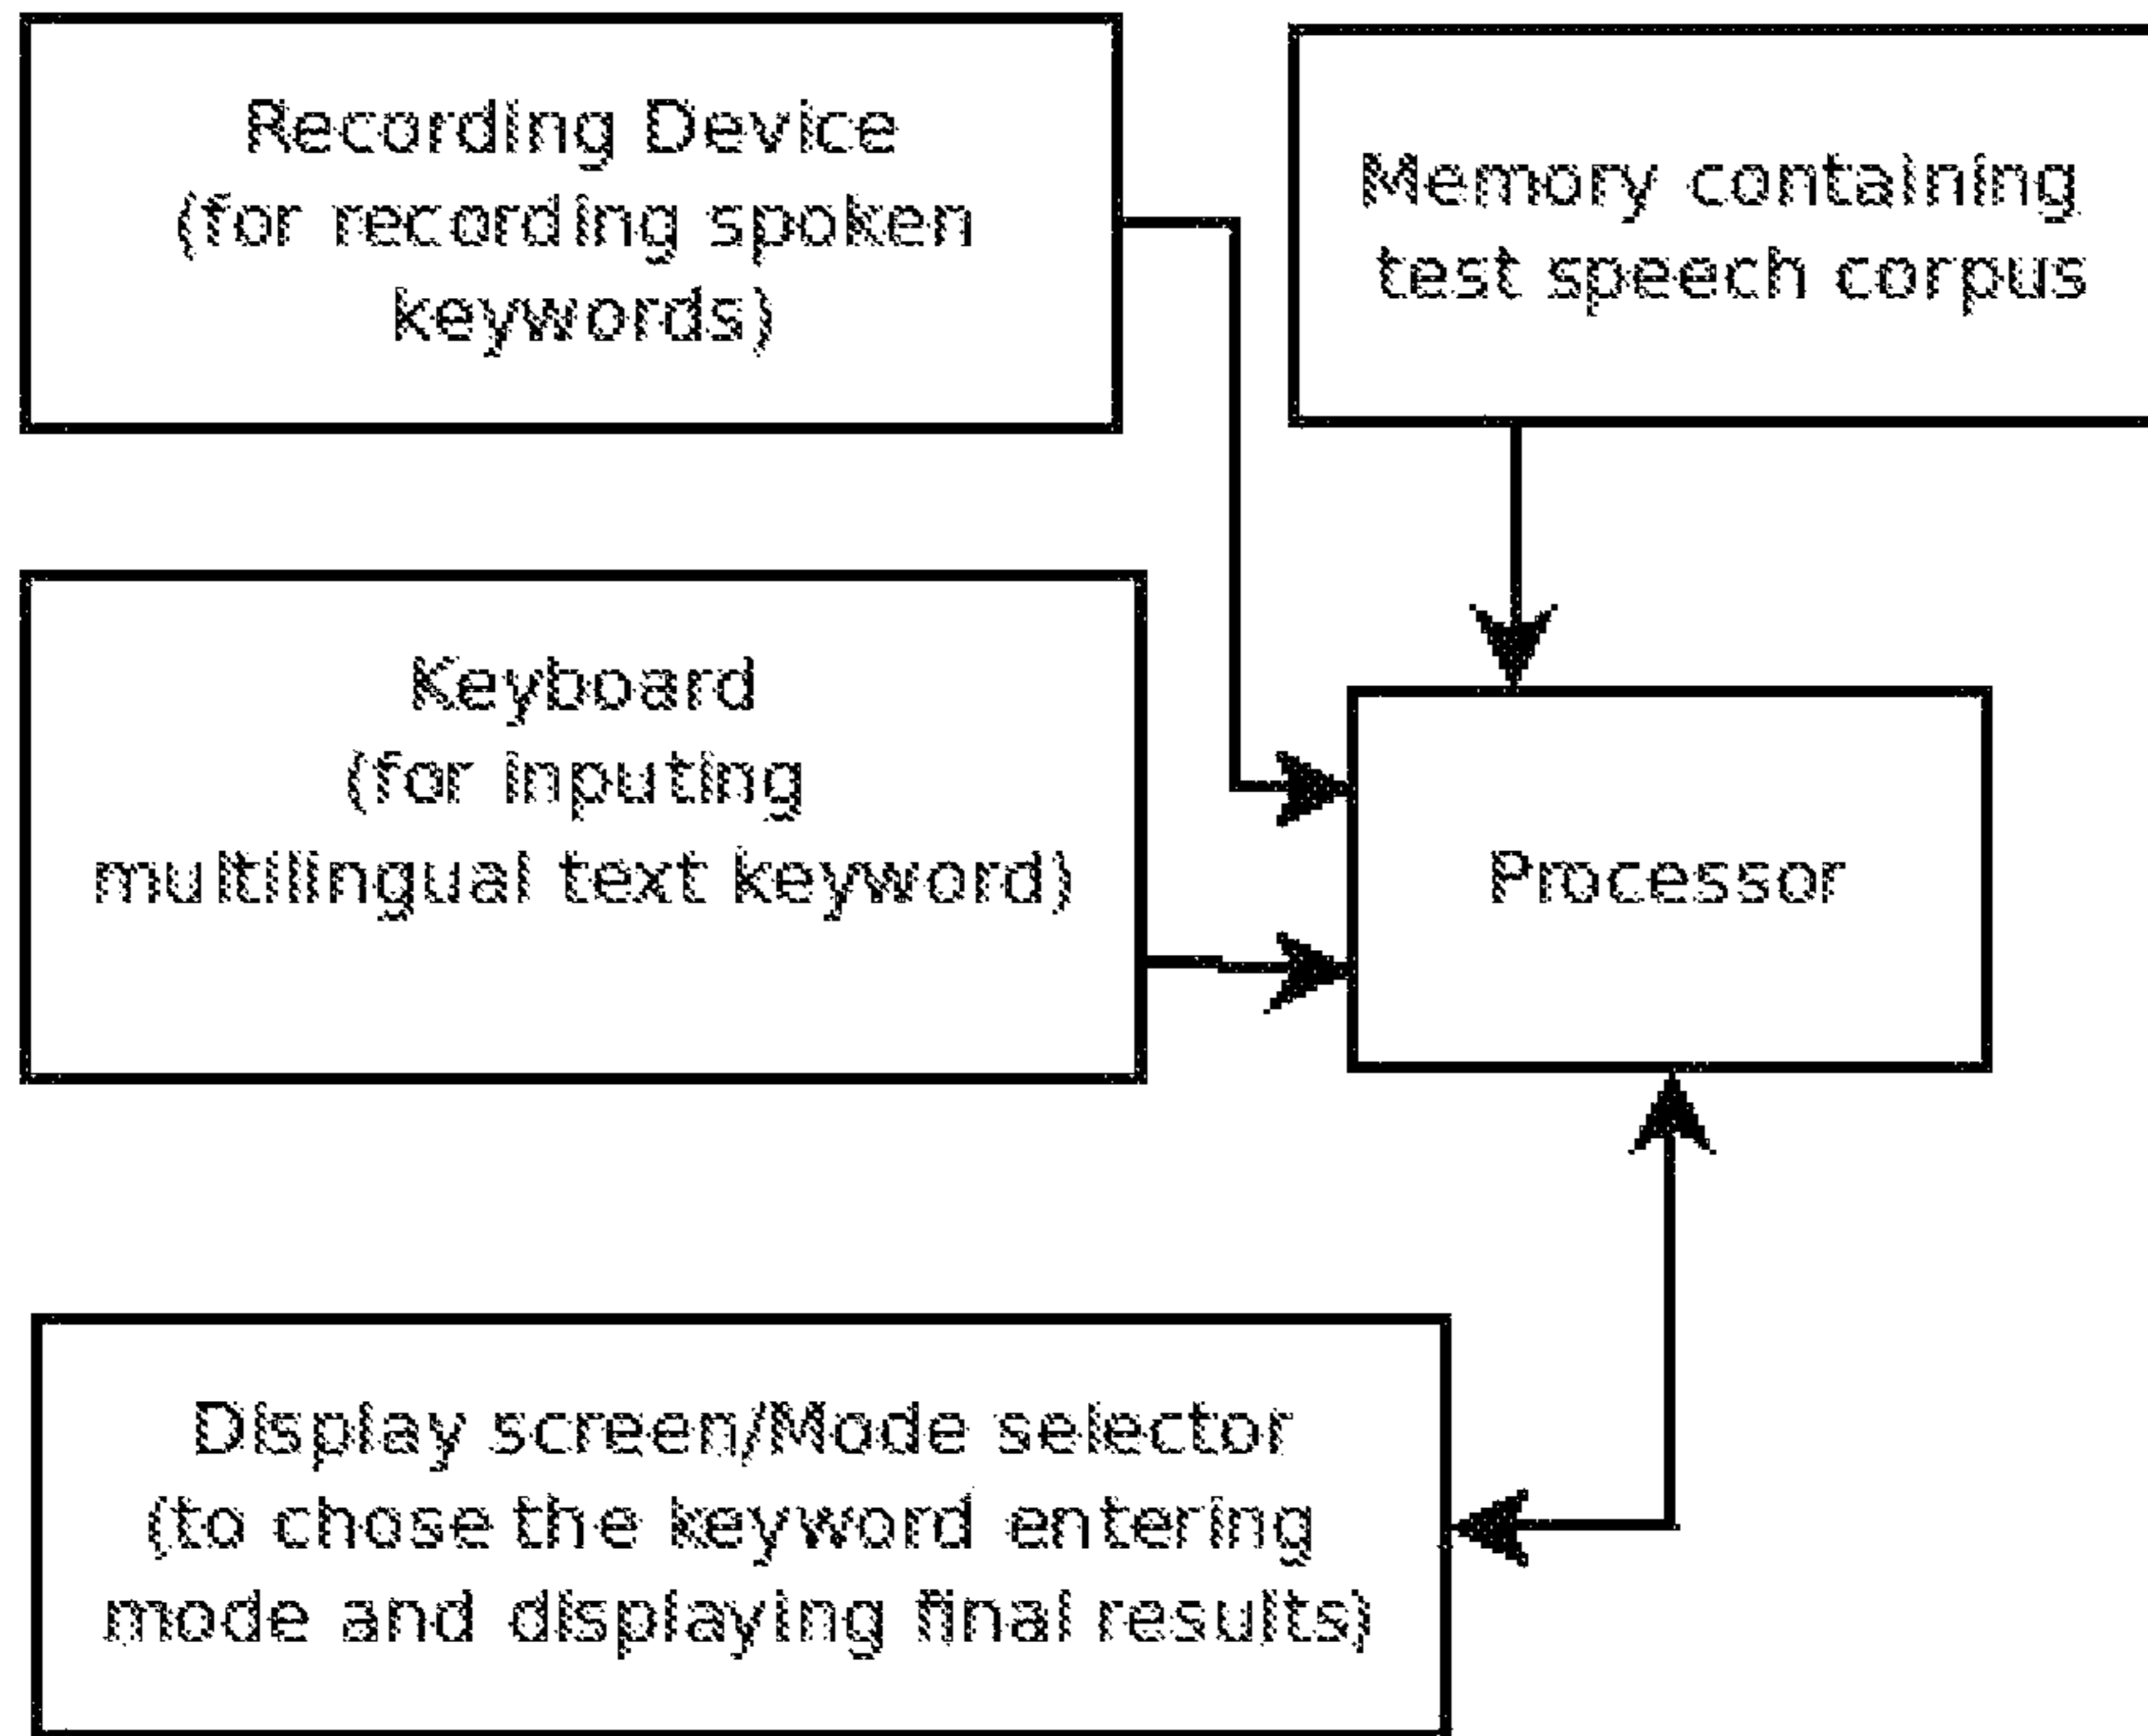 Recording Device
(for recording spoken
keywords)
Memory containing
test speech corpus
Keyboard
(for inputing
multilingual text keyword)
Processor
Display screen/Mode selector
(to chose the keyword entering
mode and displaying final results)